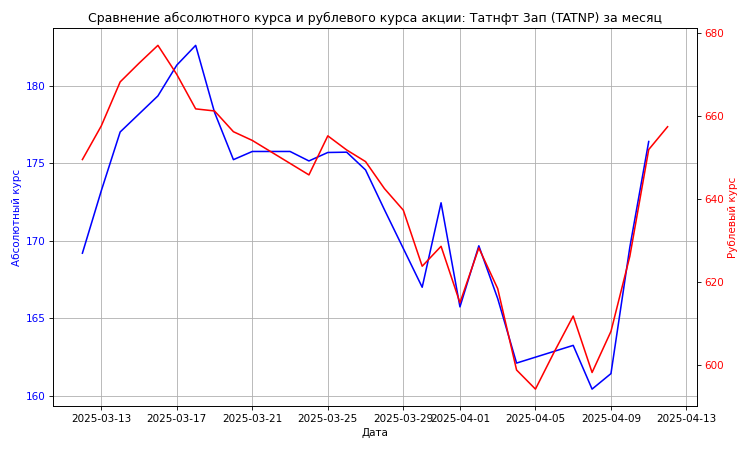 Сравнение абсолютного курса и рублевого курса акции: Татнфт 3ап (TATNP) за месяц
Абсолютный курс
180
175
170
165
160
680
660
640
620
600
Рублевый курс
2025-03-13 2025-03-17 2025-03-21 2025-03-25 2025-03-29 2025-04-01 2025-04-05 2025-04-09 2025-04-13
Дата